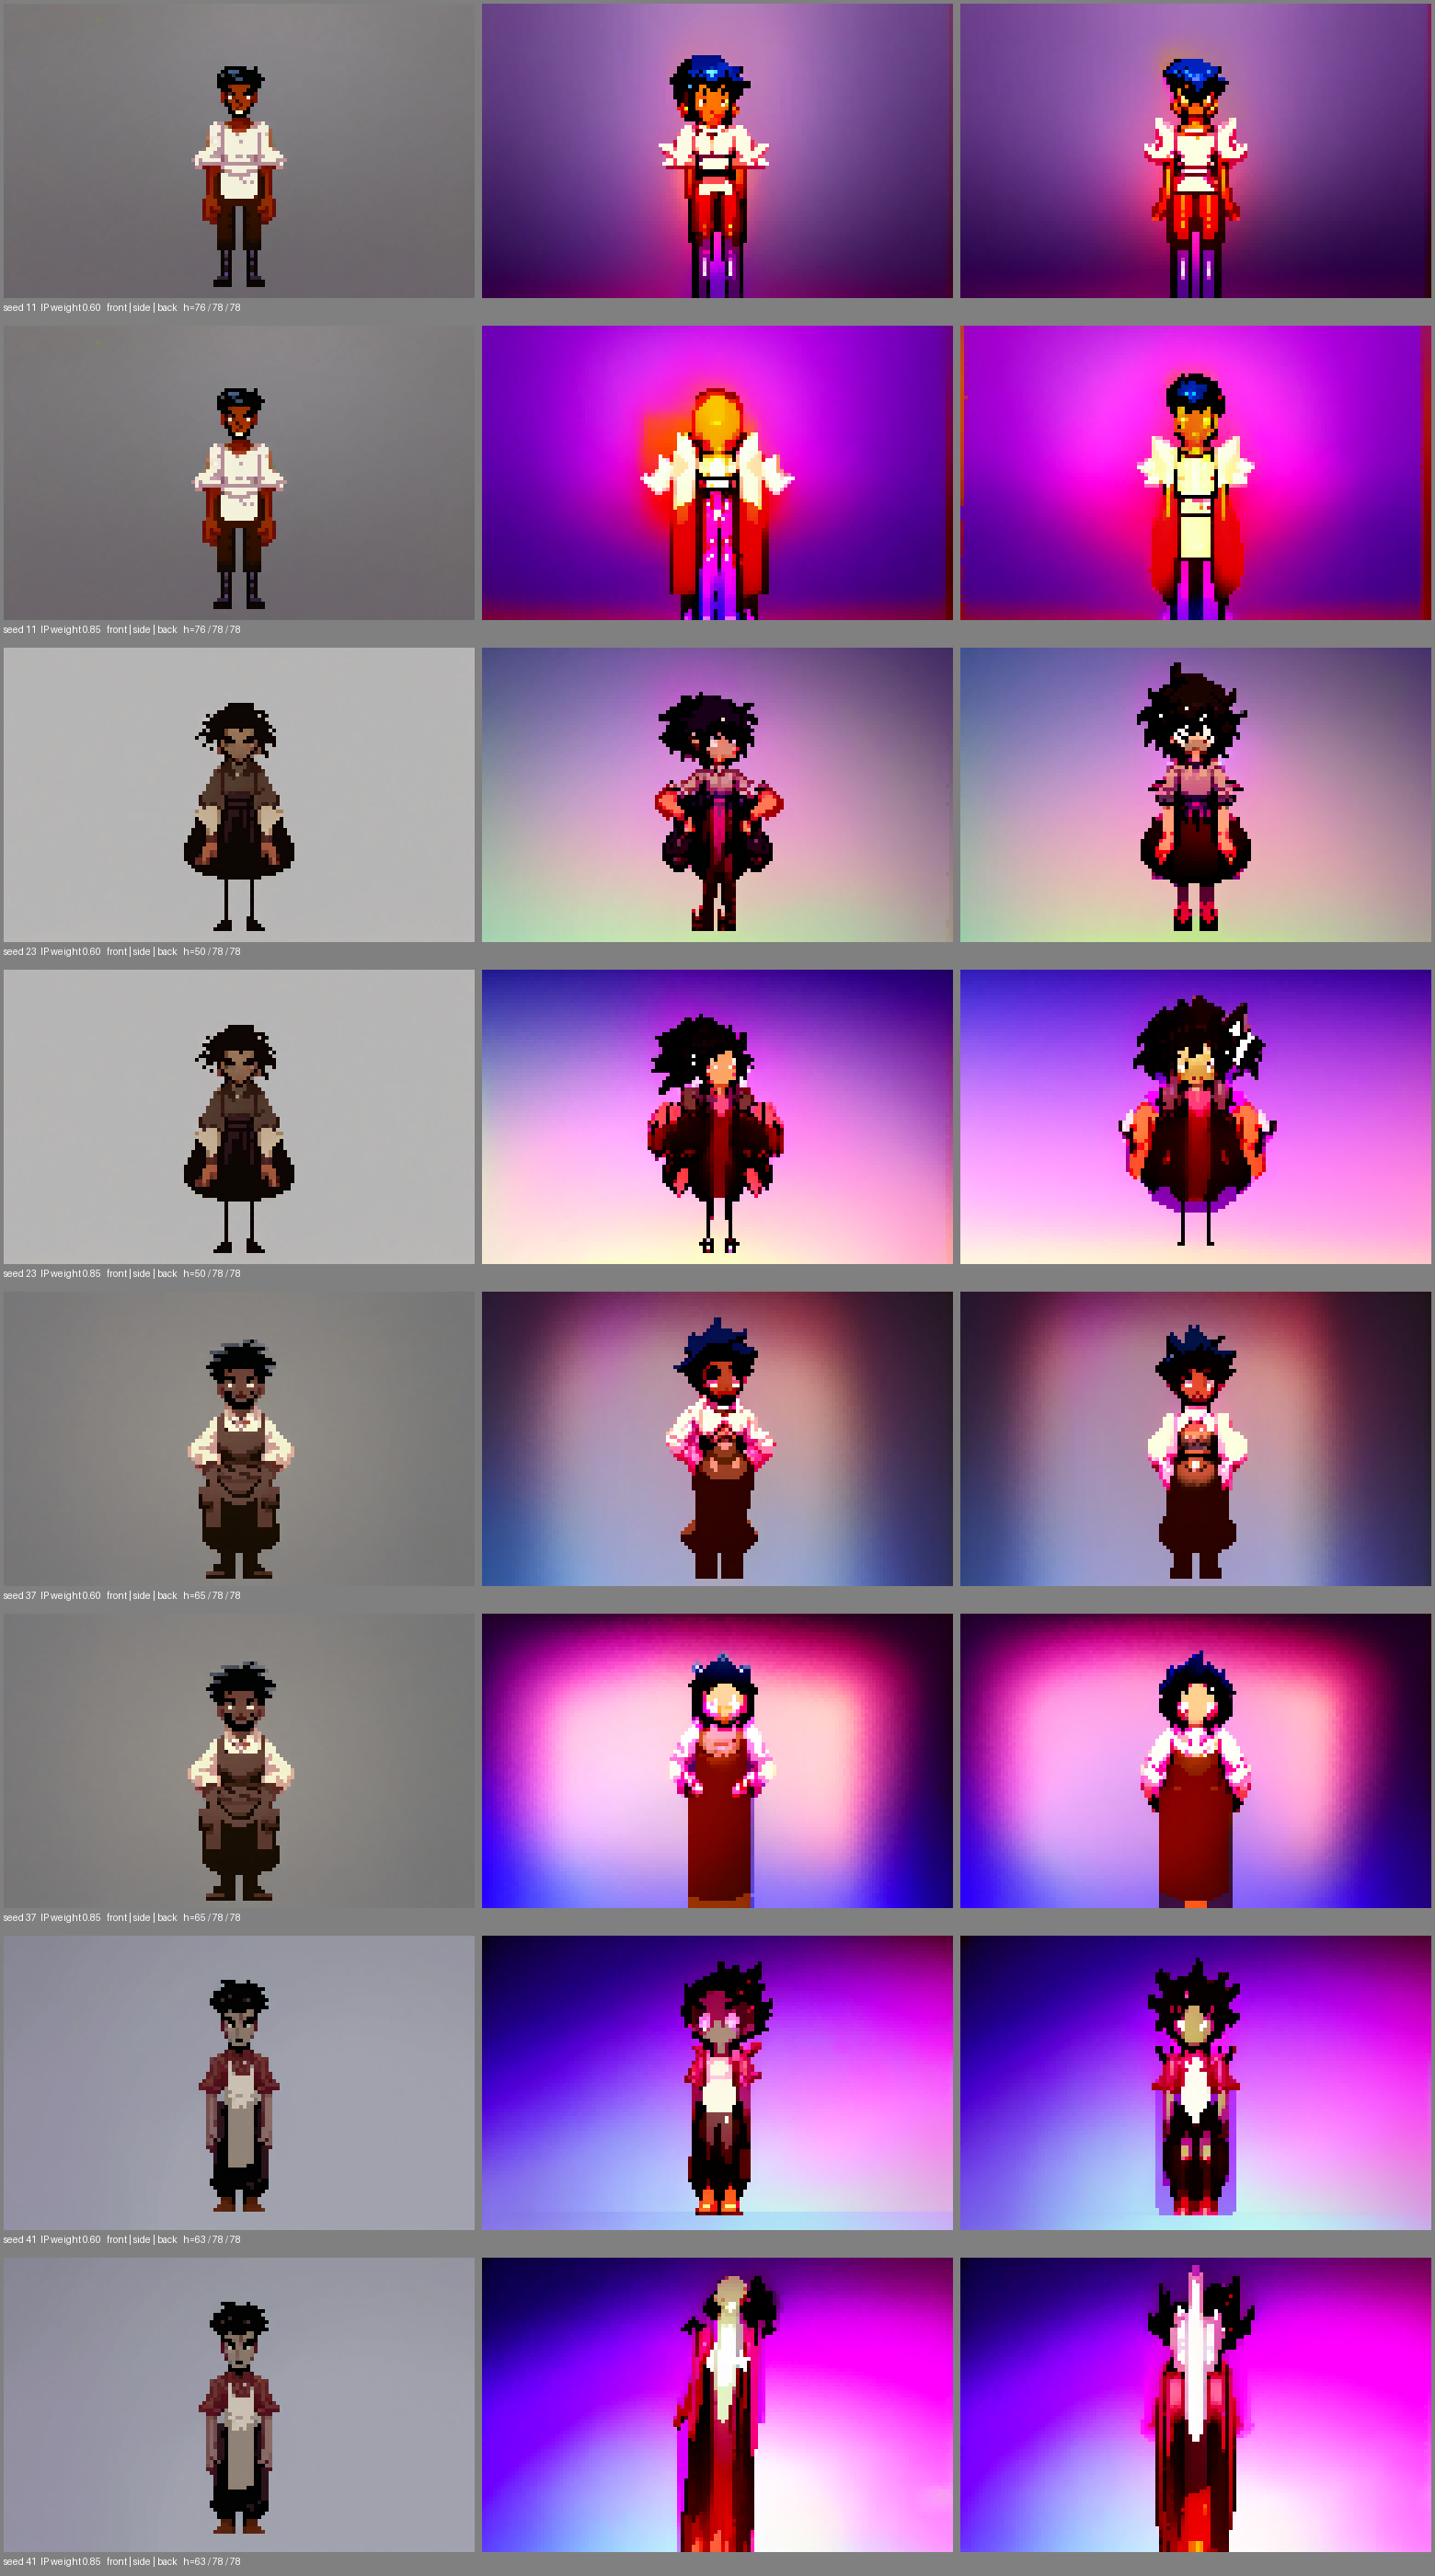 seed 11 IP weight 0.60 front | side | back h=76 / 78 / 78
seed 11 IP weight 0.85 front | side | back h=76 / 78 / 78
seed 23 IP weight 0.60 front | side | back h=50 / 78 / 78
seed 23 IP weight 0.85 front | side | back h=50 / 78 / 78
seed 37 IP weight 0.60 front | side | back h=65 / 78 / 78
seed 37 IP weight 0.85 front | side | back h=65 / 78 / 78
seed 41 IP weight 0.60 front | side | back h=63 / 78 / 78
seed 41 IP weight 0.85 front | side | back h=63 / 78 / 78